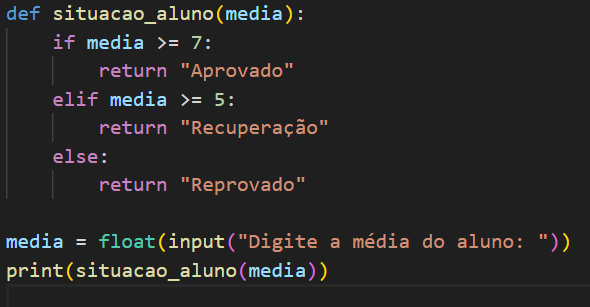 def situacao_aluno(media):
    if media >= 7:
        return "Aprovado"
    elif media >= 5:
        return "Recuperação"
    else:
        return "Reprovado"

media = float(input("Digite a média do aluno: "))
print(situacao_aluno(media))